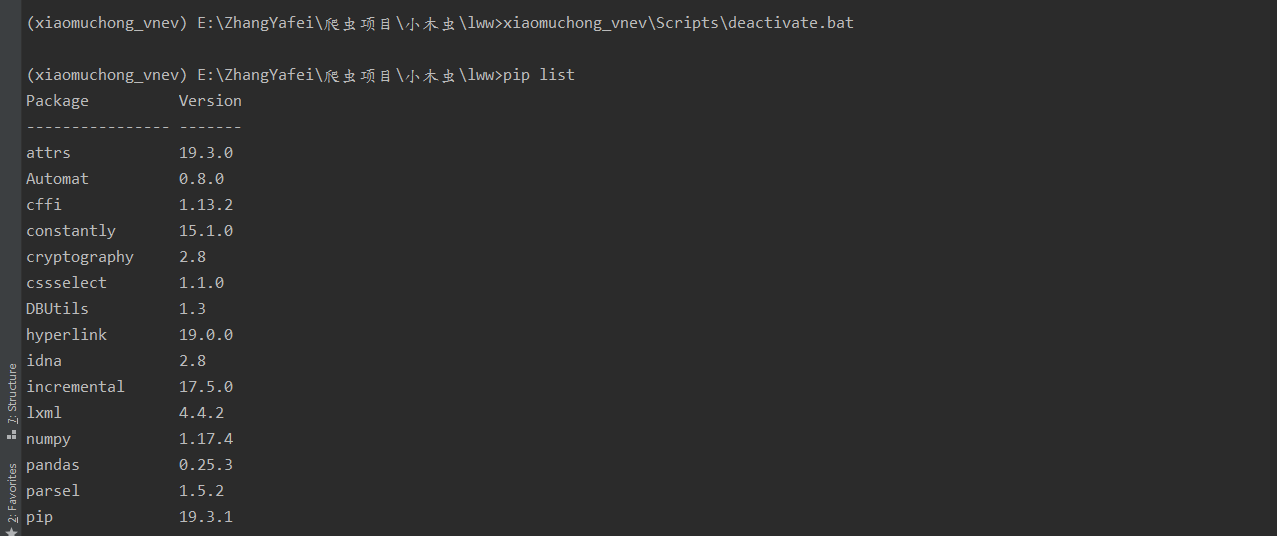 (xiaomuchong_vnev) E:\ZhangYafei\爬虫项目\小木虫\lww>xiaomuchong_vnev\Scripts\deactivate.bat
(xiaomuchong_vnev) E:\ZhangYafei\爬虫项目\小木虫\lww>pip list
Package          Version
---------------- -------
attrs            19.3.0
Automat          0.8.0
cffi             1.13.2
constantly       15.1.0
cryptography     2.8
cssselect        1.1.0
DBUtils          1.3
hyperlink        19.0.0
idna             2.8
incremental      17.5.0
lxml             4.4.2
numpy            1.17.4
pandas           0.25.3
parsel           1.5.2
pip              19.3.1
7: Structure
2: Favorites